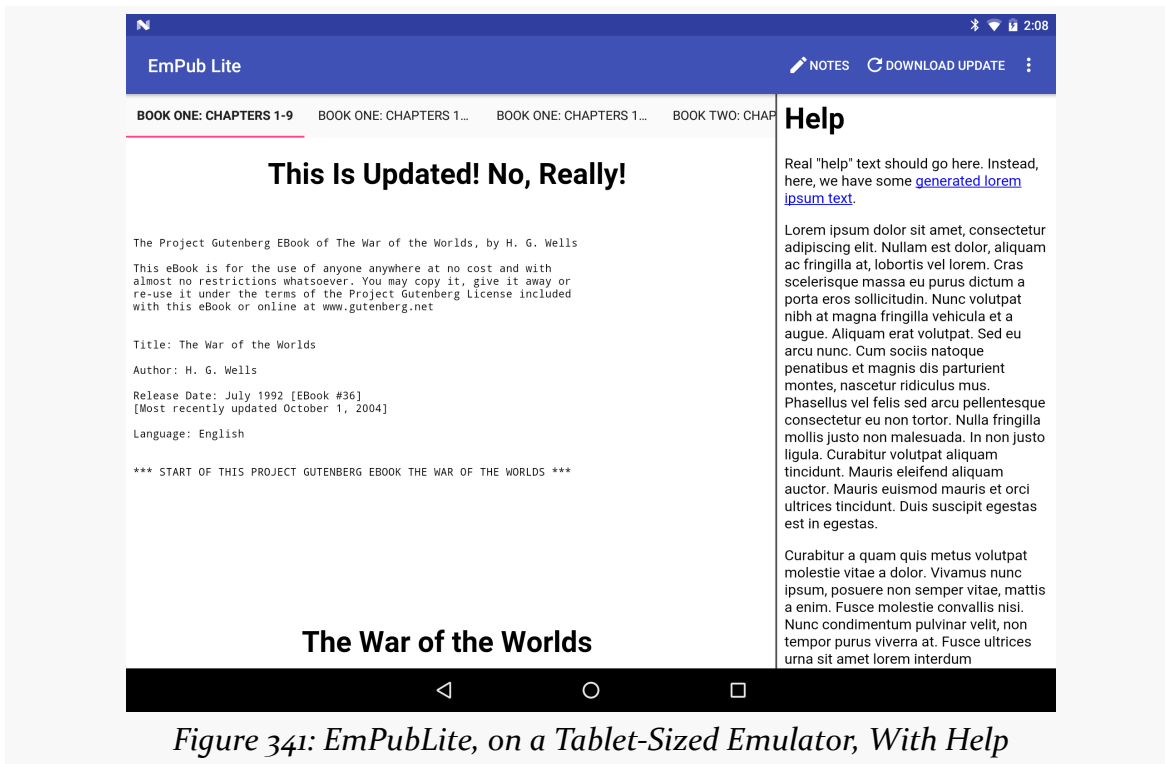 2:08
EmPub Lite
NOTES
DOWNLOAD UPDATE
BOOK ONE: CHAPTERS 1-9
BOOK ONE: CHAPTERS 1...
BOOK ONE: CHAPTERS 1...
BOOK TWO: CHAP
This Is Updated! No, Really!
The Project Gutenberg EBook of The War of the Worlds, by H. G. Wells
This eBook is for the use of anyone anywhere at no cost and with
almost no restrictions whatsoever. You may copy it, give it away or
re-use it under the terms of the Project Gutenberg License included
with this eBook or online at www.gutenberg.net
Title: The War of the Worlds
Author: H. G. Wells
Release Date: July 1992 [EBook #36]
[Most recently updated October 1, 2004]
Language: English
*** START OF THIS PROJECT GUTENBERG EBOOK THE WAR OF THE WORLDS ***
The War of the Worlds
Help
Real "help" text should go here. Instead,
here, we have some generated lorem
ipsum text.
Lorem ipsum dolor sit amet, consectetur
adipiscing elit. Nullam est dolor, aliquam
ac fringilla at, lobortis vel lorem. Cras
scelerisque massa eu purus dictum a
porta eros sollicitudin. Nunc volutpat
nibh at magna fringilla vehicula et a
augue. Aliquam erat volutpat. Sed eu
arcu nunc. Cum sociis natoque
penatibus et magnis dis parturient
montes, nascetur ridiculus mus.
Phasellus vel felis sed arcu pellentesque
consectetur eu non tortor. Nulla fringilla
mollis justo non malesuada. In non justo
ligula. Curabitur volutpat aliquam
tincidunt. Mauris eleifend aliquam
auctor. Mauris euismod mauris et orci
ultrices tincidunt. Duis suscipit egestas
est in egestas.
Curabitur a quam quis metus volutpat
molestie vitae a dolor. Vivamus nunc
ipsum, posuere non semper vitae, mattis
a enim. Fusce molestie convallis nisi.
Nunc condimentum pulvinar velit, non
tempor purus viverra at. Fusce ultrices
urna sit amet lorem interdum
Figure 341: EmPubLite, on a Tablet-Sized Emulator, With Help